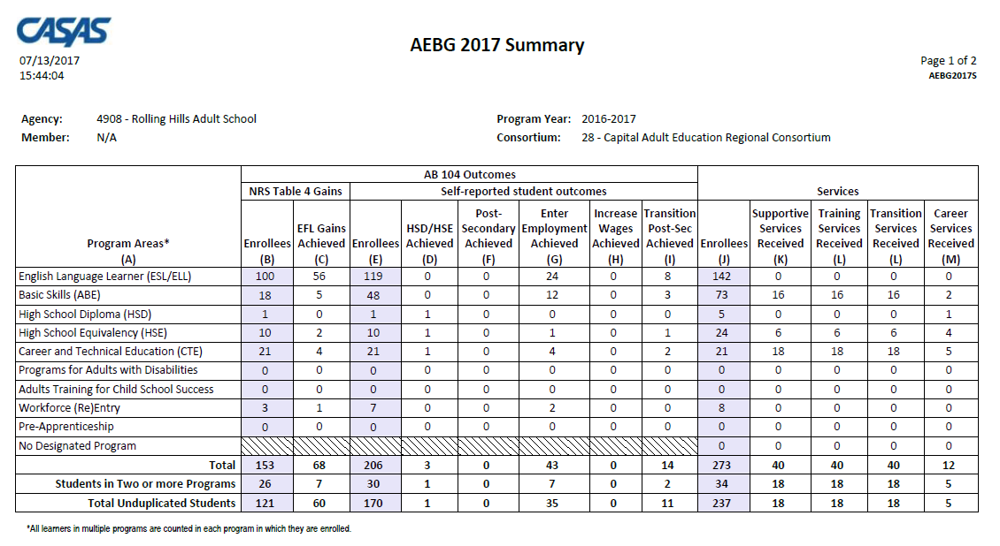 CASAS
AEBG 2017 Summary
07/13/2017
15:44:04
Page 1 of 2
AEBG2017S
Agency: 4908 - Rolling Hills Adult School
Program Year: 2016-2017
Member: N/A
Consortium: 28 - Capital Adult Education Regional Consortium
AB 104 Outcomes
NRS Table 4 Gains Self-reported student outcomes Services
Program Areas*
(A)
Enrollees
(B)
EFL Gains
Achieved
(C)
Enrollees
(E)
HSD/HSE
Achieved
(D)
Post-
Secondary
Achieved
(F)
Enter
Employment
Achieved
(G)
Increase
Wages
Achieved
(H)
Transition
Post-Sec
Achieved
(I)
Enrollees
(J)
Supportive
Services
Received
(K)
Training
Services
Received
(L)
Transition
Services
Received
(L)
Career
Services
Received
(M)
English Language Learner (ESL/ELL) 100 56 119 0 0 24 0 8 142 0 0 0 0
Basic Skills (ABE) 18 5 48 0 0 12 0 3 73 16 16 16 2
High School Diploma (HSD) 1 0 1 1 0 0 0 0 5 0 0 0 1
High School Equivalency (HSE) 10 2 10 1 0 1 0 1 24 6 6 6 4
Career and Technical Education (CTE) 21 4 21 1 0 4 0 2 21 18 18 18 5
Programs for Adults with Disabilities 0 0 0 0 0 0 0 0 0 0 0 0 0
Adults Training for Child School Success 0 0 0 0 0 0 0 0 0 0 0 0 0
Workforce (Re)Entry 3 1 7 0 0 2 0 0 8 0 0 0 0
Pre-Apprenticeship 0 0 0 0 0 0 0 0 0 0 0 0 0
No Designated Program 0 0 0 0 0
Total 153 68 206 3 0 43 0 14 273 40 40 40 12
Students in Two or more Programs 26 7 30 1 0 7 0 2 34 18 18 18 5
Total Unduplicated Students 121 60 170 1 0 35 0 11 237 18 18 18 5
*All learners in multiple programs are counted in each program in which they are enrolled.